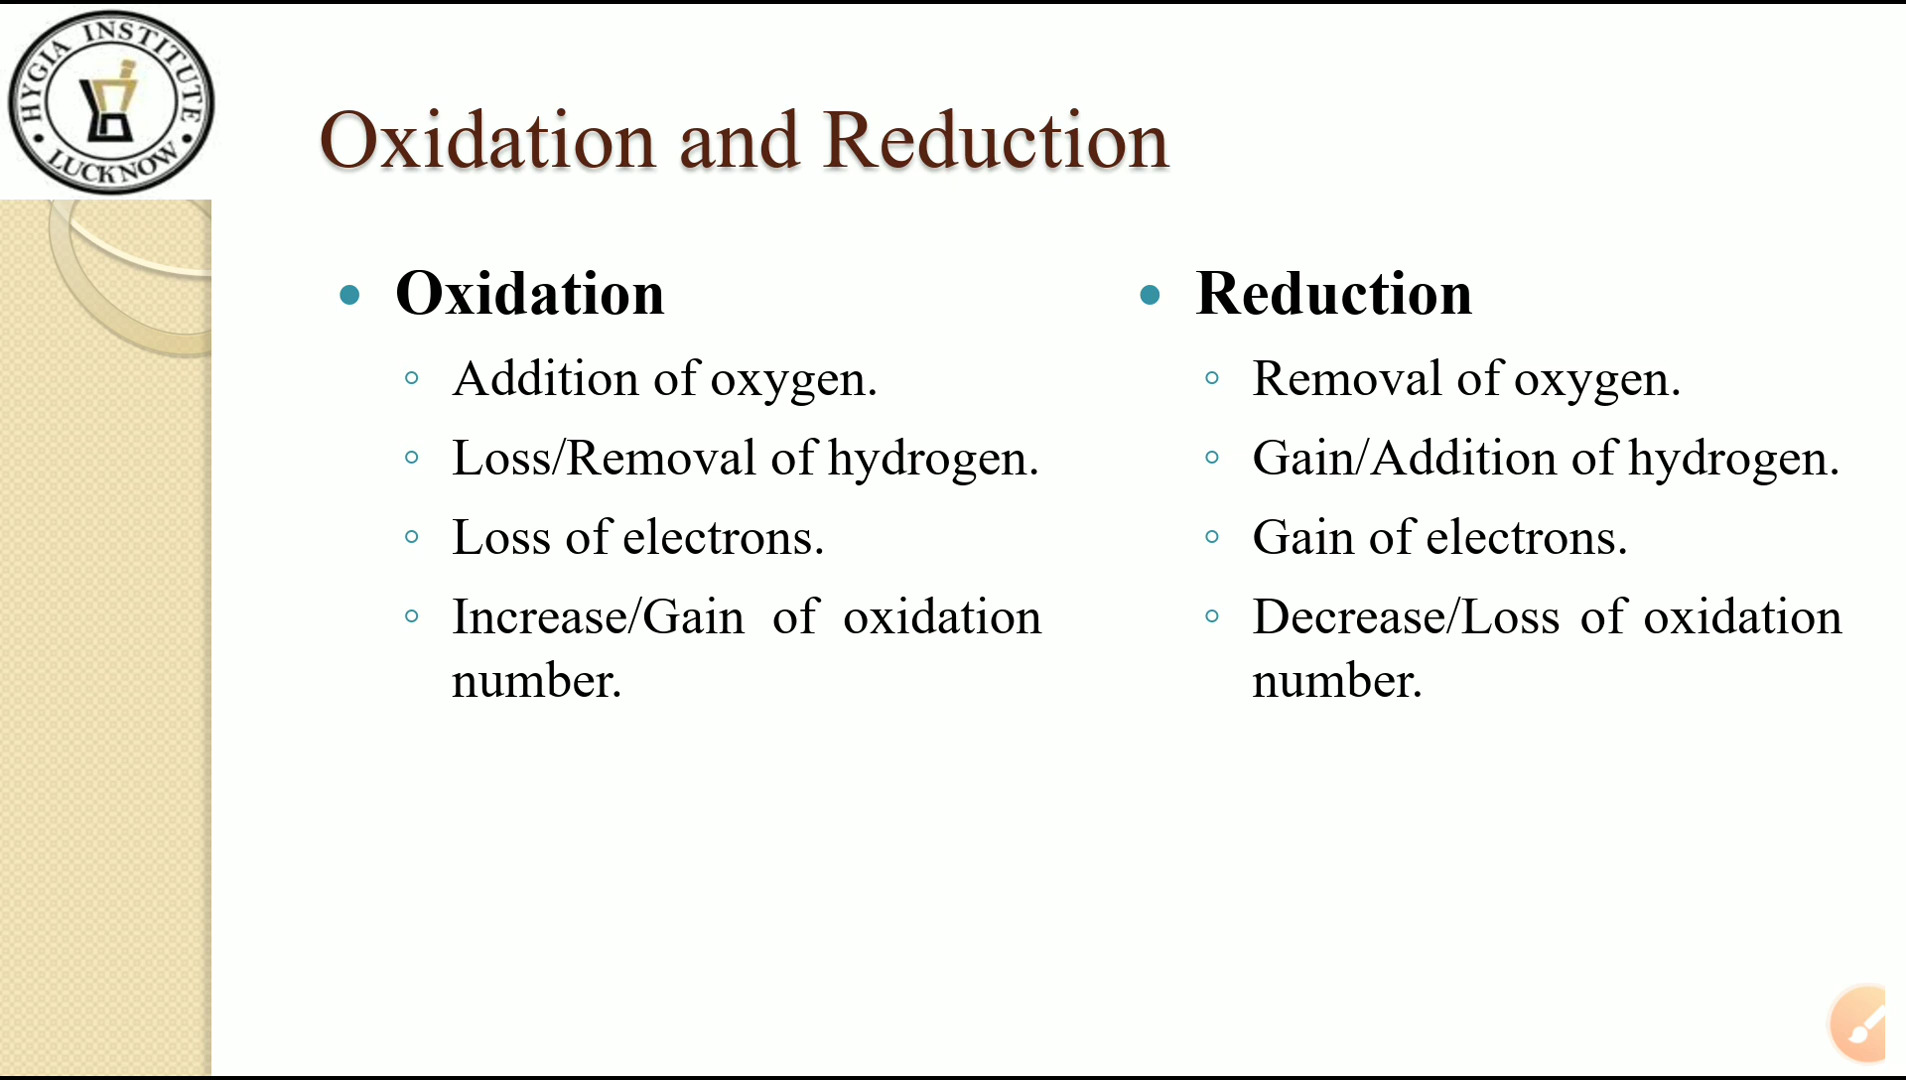 HYGIA INSTITUTE
LUCKNOW
Oxidation and Reduction
Oxidation
Addition of oxygen.
Loss/Removal of hydrogen.
Loss of electrons.
Increase/Gain of oxidation
number.
Reduction
Removal of oxygen.
Gain/Addition of hydrogen.
Gain of electrons.
Decrease/Loss of oxidation
number.